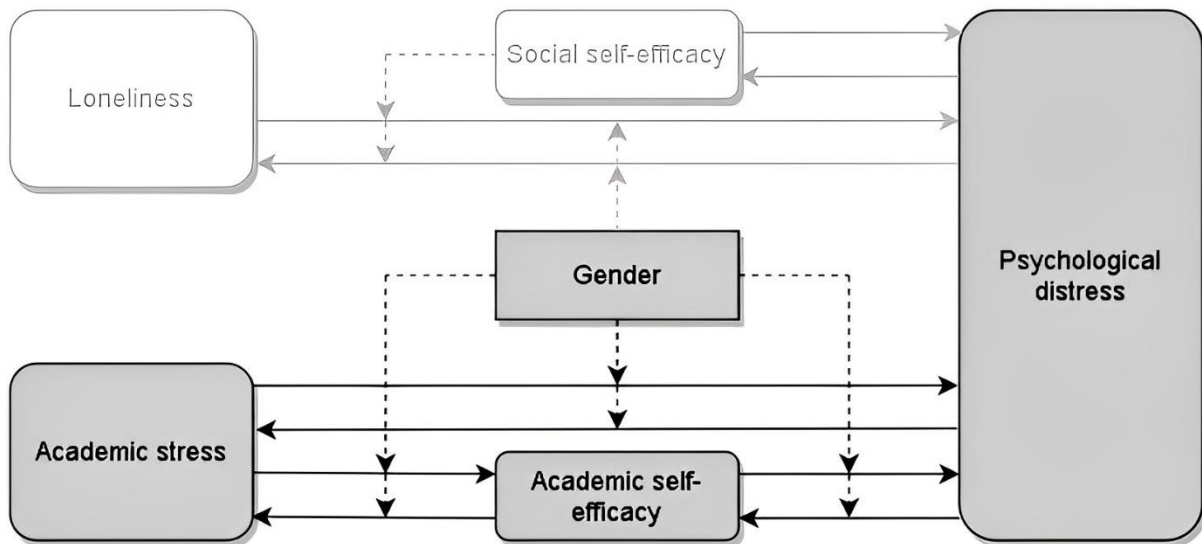 Social self-efficacy
Loneliness
Gender
Psychological
distress
Academic stress
Academic self-
efficacy